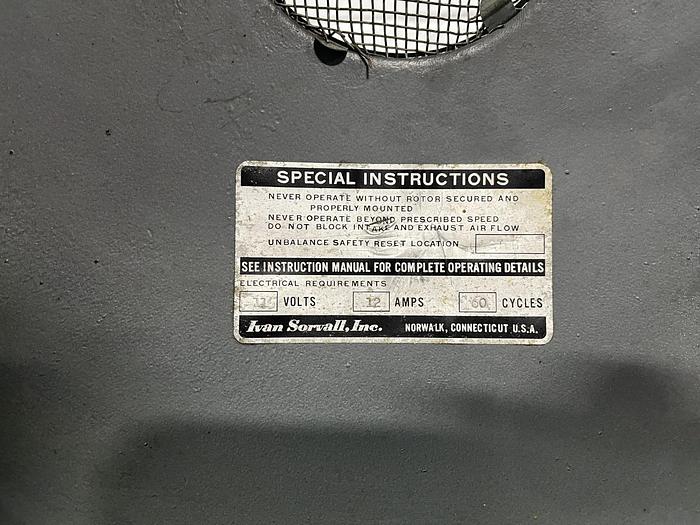 SPECIAL INSTRUCTIONS
NEVER OPERATE WITHOUT ROTOR SECURED AND
PROPERLY MOUNTED
NEVER OPERATE BEYOND PRESCRIBED SPEED
DO NOT BLOCK INTAKE AND EXHAUST AIR FLOW
UNBALANCE SAFETY RESET LOCATION
SEE INSTRUCTION MANUAL FOR COMPLETE OPERATING DETAILS
ELECTRICAL REQUIREMENTS
VOLTS 12 AMPS 60 CYCLES
Ivan Sorvall, Inc. NORWALK, CONNECTICUT U.S.A.